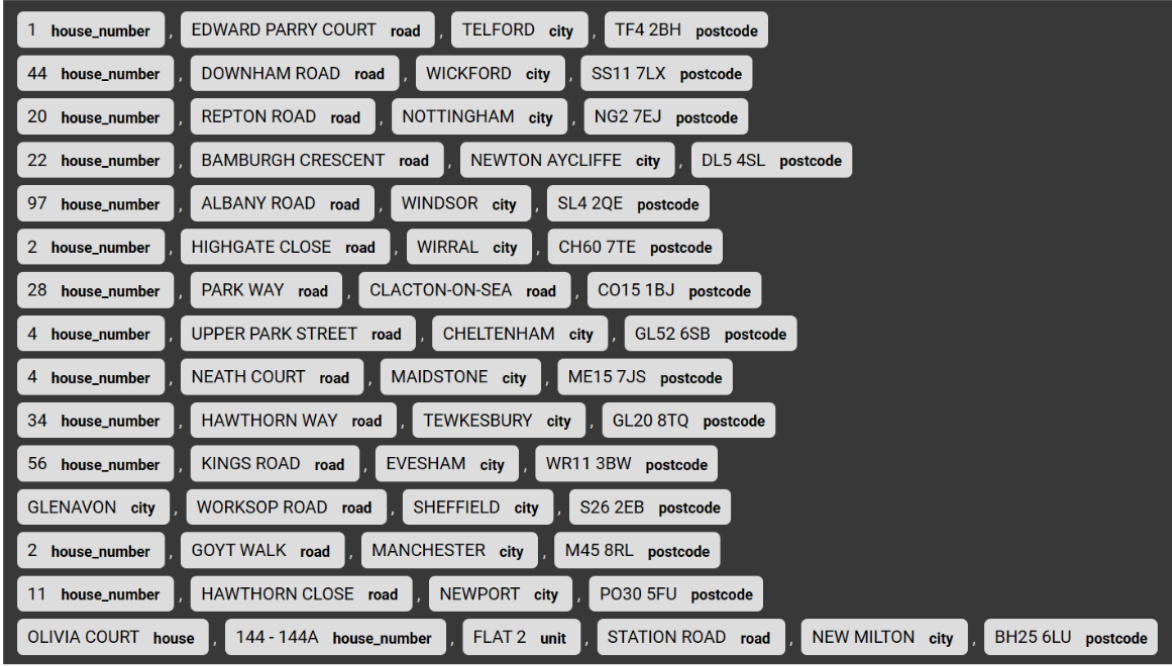 1 house_number , EDWARD PARRY COURT road , TELFORD city , TF4 2BH postcode
44 house_number , DOWNHAM ROAD road , WICKFORD city , SS11 7LX postcode
20 house_number , REPTON ROAD road , NOTTINGHAM city , NG2 7EJ postcode
22 house_number , BAMBURGH CRESCENT road , NEWTON AYCLIFFE city , DL5 4SL postcode
97 house_number , ALBANY ROAD road , WINDSOR city , SL4 2QE postcode
2 house_number , HIGHGATE CLOSE road , WIRRAL city , CH60 7TE postcode
28 house_number , PARK WAY road , CLACTON-ON-SEA road , CO15 1BJ postcode
4 house_number , UPPER PARK STREET road , CHELTENHAM city , GL52 6SB postcode
4 house_number , NEATH COURT road , MAIDSTONE city , ME15 7JS postcode
34 house_number , HAWTHORN WAY road , TEWKESBURY city , GL20 8TQ postcode
56 house_number , KINGS ROAD road , EVESHAM city , WR11 3BW postcode
GLENAVON city , WORKSOP ROAD road , SHEFFIELD city , S26 2EB postcode
2 house_number , GOYT WALK road , MANCHESTER city , M45 8RL postcode
11 house_number , HAWTHORN CLOSE road , NEWPORT city , PO30 5FU postcode
OLIVIA COURT house , 144 - 144A house_number , FLAT 2 unit , STATION ROAD road , NEW MILTON city , BH25 6LU postcode